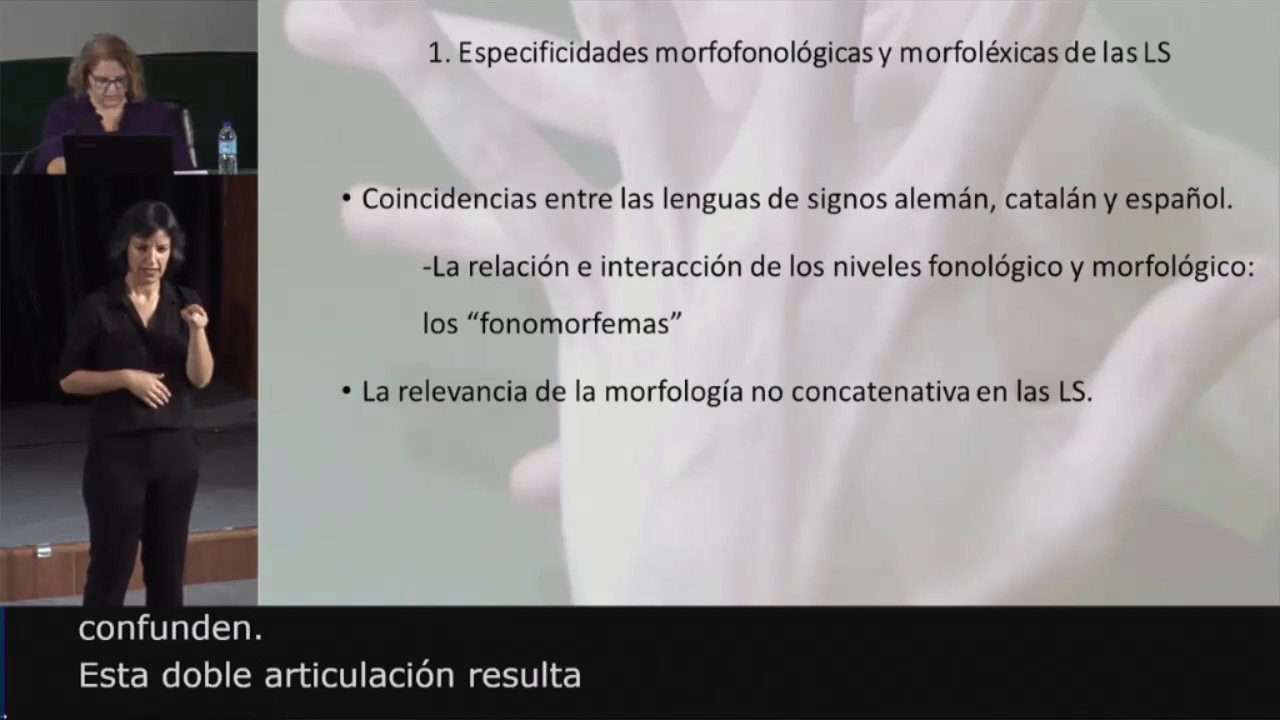 1. Especificidades morfofonológicas y morfoléxicas de las LS
• Coincidencias entre las lenguas de signos alemán, catalán y español.
-La relación e interacción de los niveles fonológico y morfológico:
los “fonomorfemas”
• La relevancia de la morfología no concatenativa en las LS.
confunden.
Esta doble articulación resulta